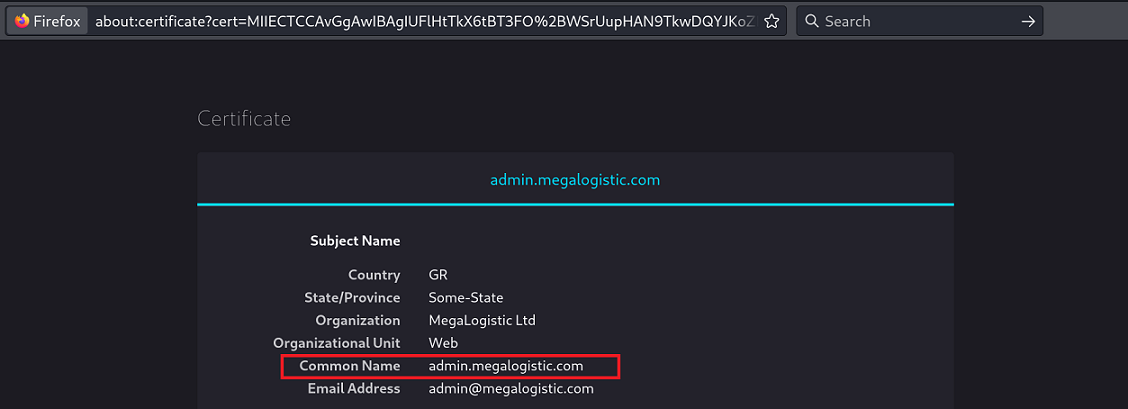 Firefox about:certificate?cert=MIIECTCCAvGgAwIBAgIUFlHtTkX6tBT3FO%2BWSrUupHAN9TkwDQYJKoZ Search
Certificate
admin.megalogistic.com
Subject Name
Country GR
State/Province Some-State
Organization MegaLogistic Ltd
Organizational Unit Web
Common Name admin.megalogistic.com
Email Address admin@megalogistic.com